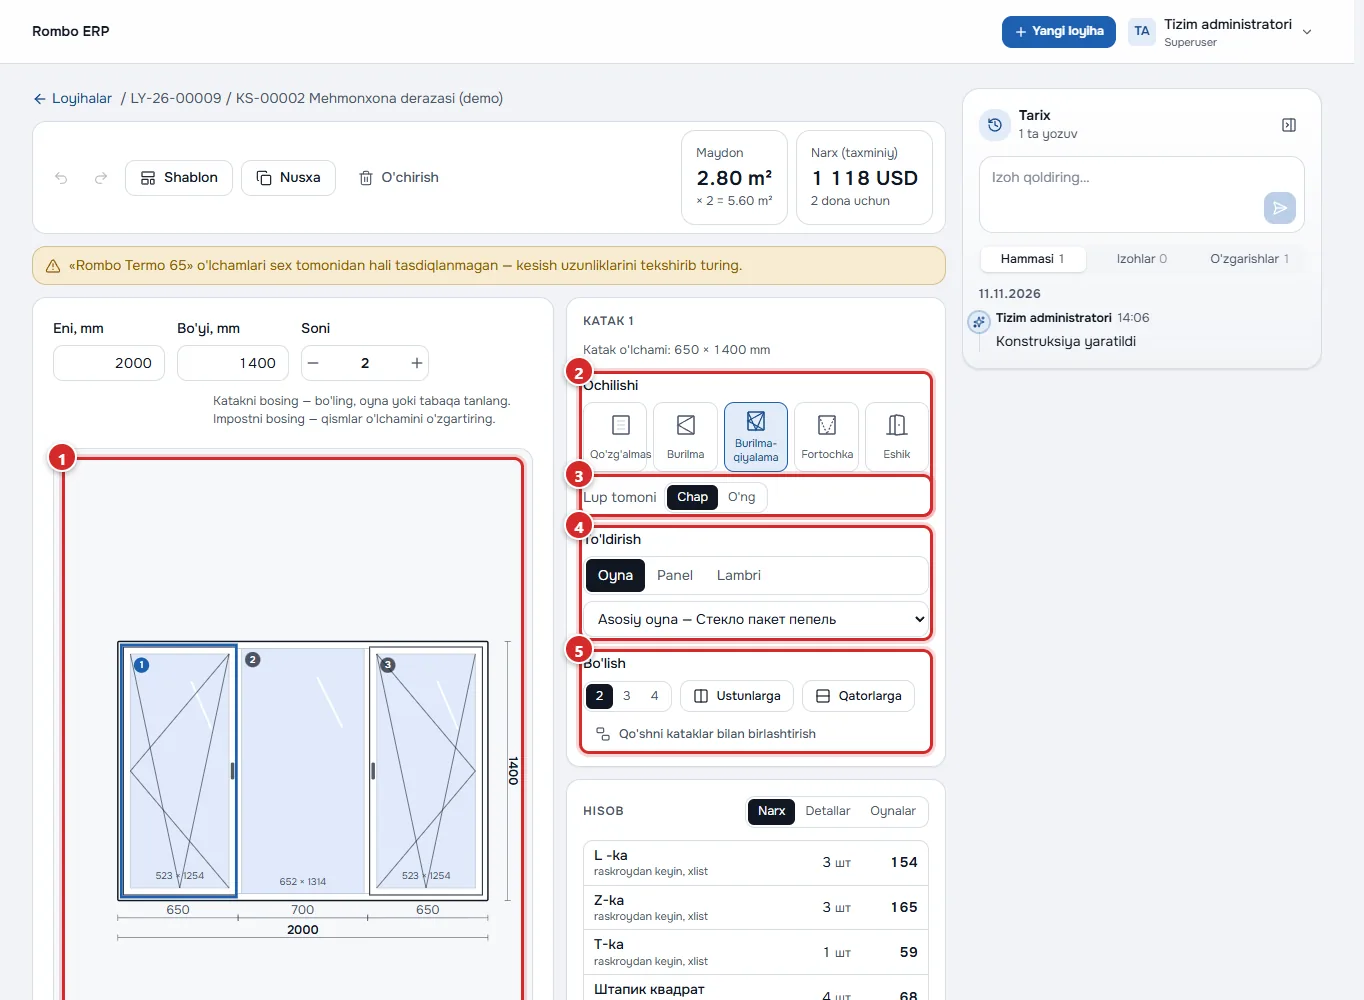 Rombo ERP
+ Yangi loyiha
TA
Tizim administratori
Superuser
← Loyihalar / LY-26-00009 / KS-00002 Mehmonxona derazasi (demo)
Shablon
Nusxa
O'chirish
Maydon
2.80 m²
× 2 = 5.60 m²
Narx (taxminiy)
1 118 USD
2 dona uchun
«Rombo Termo 65» o'lchamlari sex tomonidan hali tasdiqlanmagan — kesish uzunliklarini tekshirib turing.
Eni, mm
Bo'yi, mm
Soni
2000
1400
− 2 +
Katakni bosing — bo'ling, oyna yoki tabaqa tanlang.
Impostni bosing — qismlar o'lchamini o'zgartiring.
1
1
2
3
523 × 1254
652 × 1314
523 × 1254
1400
650
700
650
2000
KATAK 1
Katak o'lchami: 650 × 1400 mm
2
Ochilishi
Qo'zg'almas
Burilma
Burilma-
qiyalama
Fortochka
Eshik
3
Lup tomoni
Chap
O'ng
4
To'ldirish
Oyna
Panel
Lambri
Asosiy oyna — Стекло пакет пепель
5
Bo'lish
2 3 4
Ustunlarga
Qatorlarga
Qo'shni kataklar bilan birlashtirish
HISOB
Narx
Detallar
Oynalar
L -ka
raskroydan keyin, xlist
3 шт
154
Z-ka
raskroydan keyin, xlist
3 шт
165
T-ka
raskroydan keyin, xlist
1 шт
59
Штапик квадрат
4 шт
68
Tarix
1 ta yozuv
Izoh qoldiring...
Hammasi 1
Izohlar 0
O'zgarishlar 1
11.11.2026
Tizim administratori 14:06
Konstruksiya yaratildi